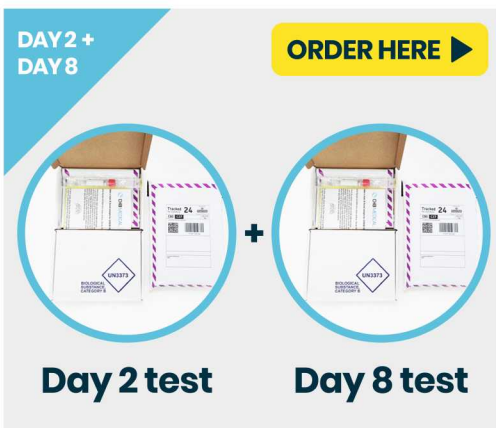 DAY 2 +
DAY 8
ORDER HERE
Tracked 24
UN3373
BIOLOGICAL
SUBSTANCE
CATEGORY B
+
Tracked 24
UN3373
BIOLOGICAL
SUBSTANCE
CATEGORY B
Day 2 test
Day 8 test